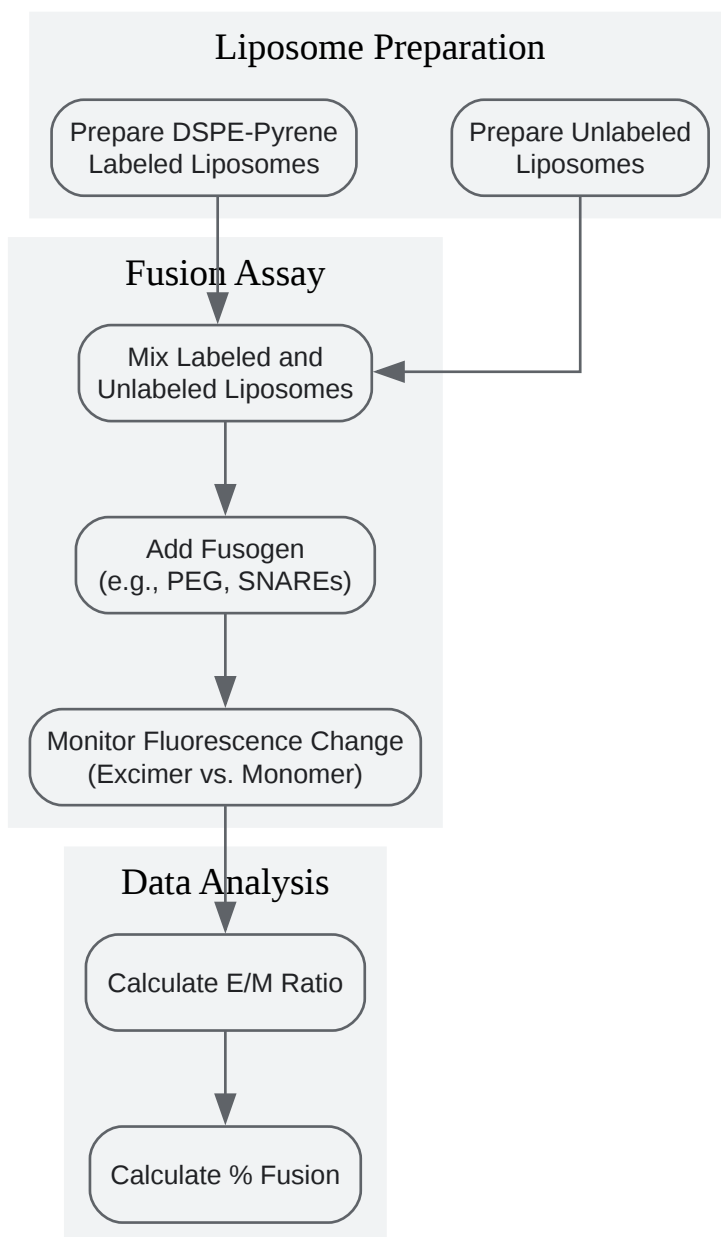 Liposome Preparation
Prepare DSPE-Pyrene
Labeled Liposomes
Prepare Unlabeled
Liposomes
Fusion Assay
Mix Labeled and
Unlabeled Liposomes
Add Fusogen
(e.g., PEG, SNAREs)
Monitor Fluorescence Change
(Excimer vs. Monomer)
Data Analysis
Calculate E/M Ratio
Calculate % Fusion